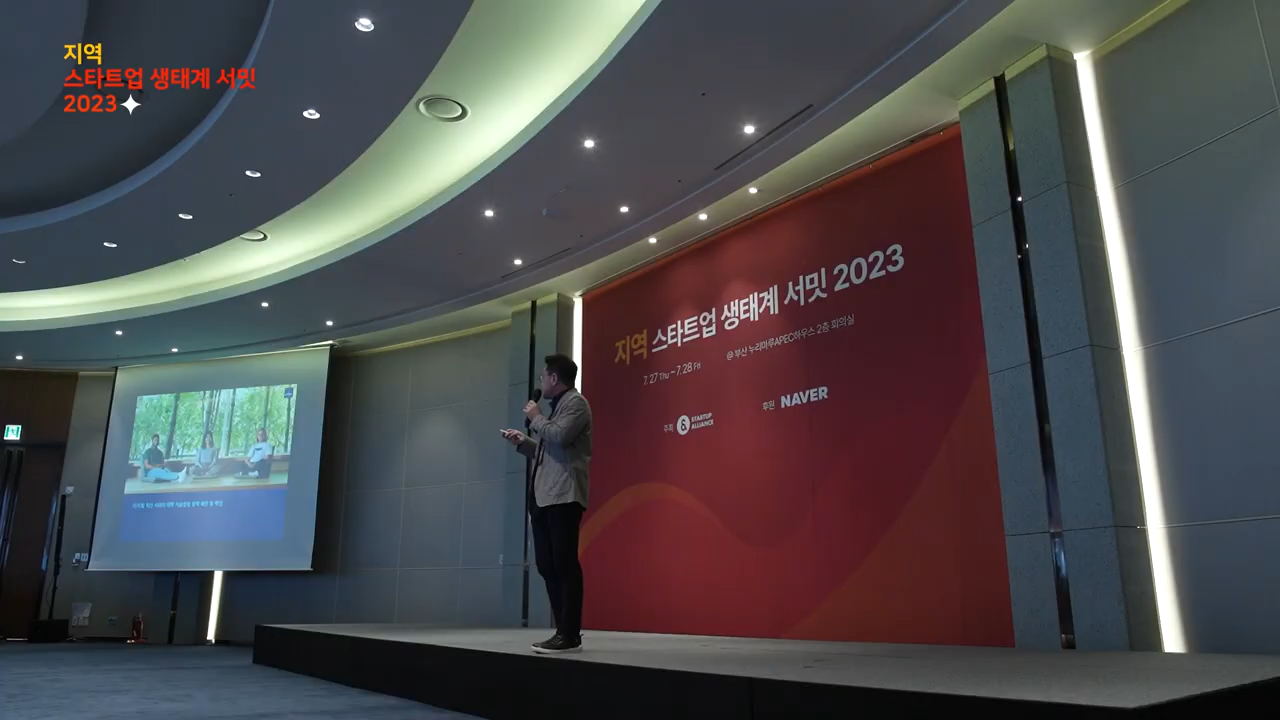 지역
스타트업 생태계 서밋
2023
지역 스타트업 생태계 서밋 2023
7. 27 Thu ~ 7. 28 Fri
@ 부산 누리마루APEC하우스 2층 회의실
주최 STARTUP ALLIANCE
후원 NAVER